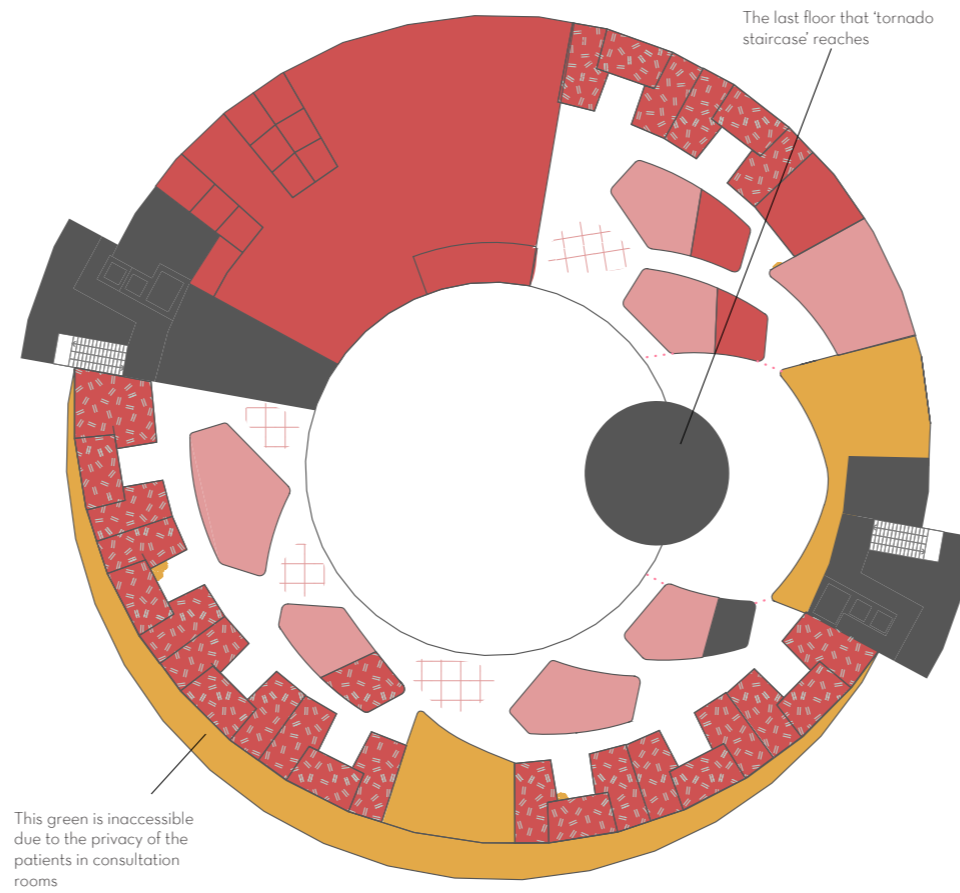 The last floor that ‘tornado
staircase’ reaches
This green is inaccessible
due to the privacy of the
patients in consultation
rooms